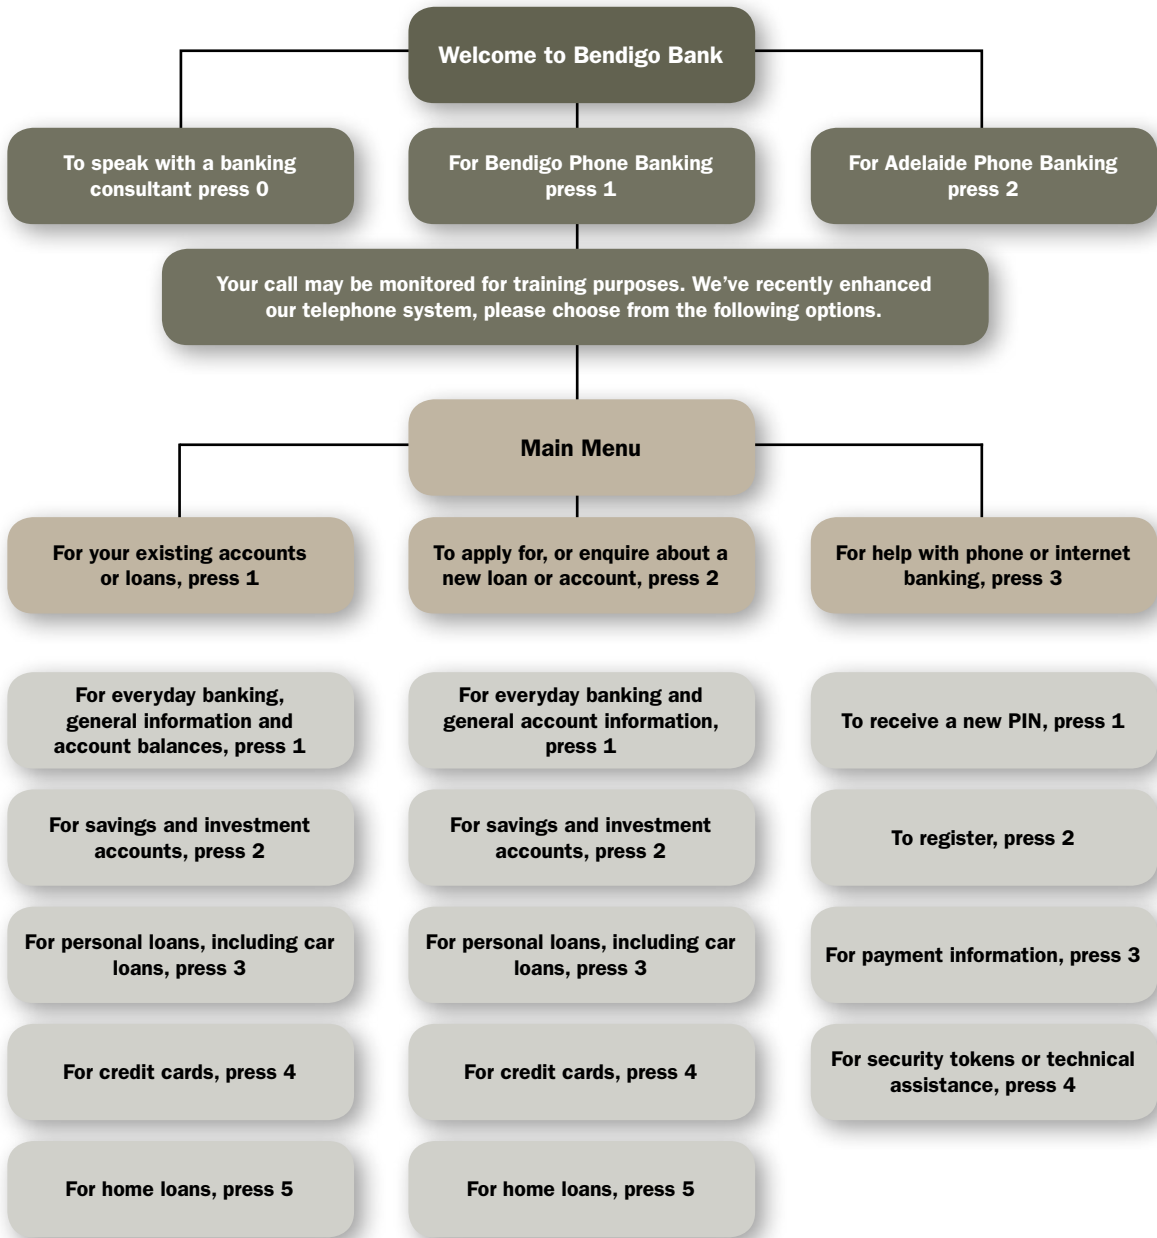 Welcome to Bendigo Bank
To speak with a banking
consultant press 0
For Bendigo Phone Banking
press 1
For Adelaide Phone Banking
press 2
Your call may be monitored for training purposes. We’ve recently enhanced
our telephone system, please choose from the following options.
Main Menu
For your existing accounts
or loans, press 1
To apply for, or enquire about a
new loan or account, press 2
For help with phone or internet
banking, press 3
For everyday banking,
general information and
account balances, press 1
For savings and investment
accounts, press 2
For personal loans, including car
loans, press 3
For credit cards, press 4
For home loans, press 5
For everyday banking and
general account information,
press 1
For savings and investment
accounts, press 2
For personal loans, including car
loans, press 3
For credit cards, press 4
For home loans, press 5
To receive a new PIN, press 1
To register, press 2
For payment information, press 3
For security tokens or technical
assistance, press 4